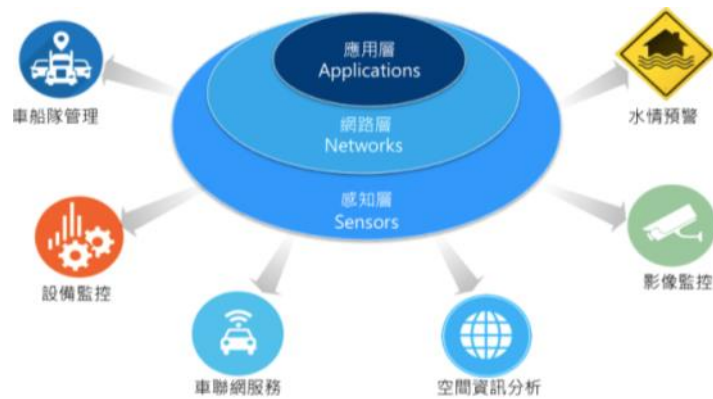 應用層
Applications
網路層
Networks
感知層
Sensors
車船隊管理
水情預警
設備監控
影像監控
車聯網服務
空間資訊分析